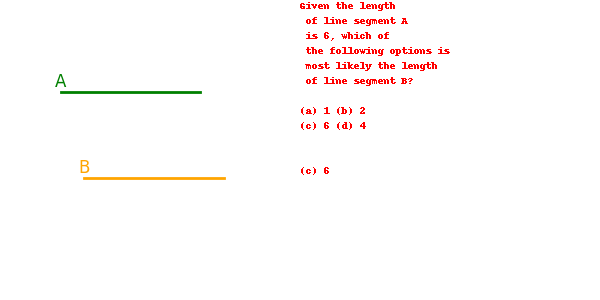 Given the length
of line segment A
is 6, which of
the following options is
most likely the length
of line segment B?
(a) 1 (b) 2
(c) 6 (d) 4
(c) 6
A
B